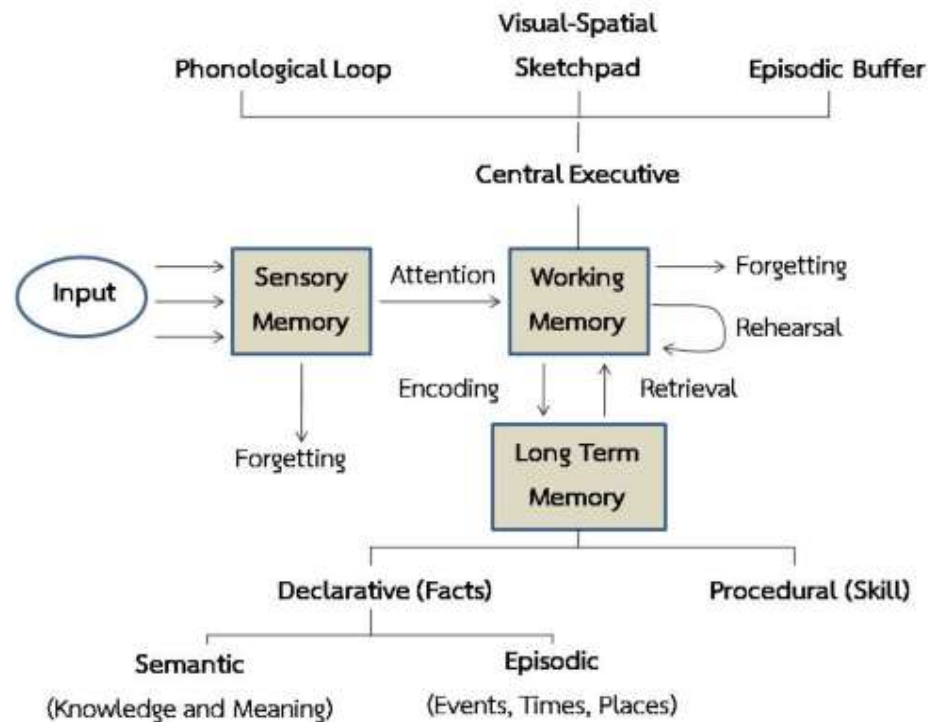 Visual-Spatial
Phonological Loop
Sketchpad
Episodic Buffer
Central Executive
Input
Sensory
Memory
Attention
Working
Memory
Forgetting
Rehearsal
Encoding
Retrieval
Forgetting
Long Term
Memory
Declarative (Facts)
Procedural (Skill)
Semantic
(Knowledge and Meaning)
Episodic
(Events, Times, Places)